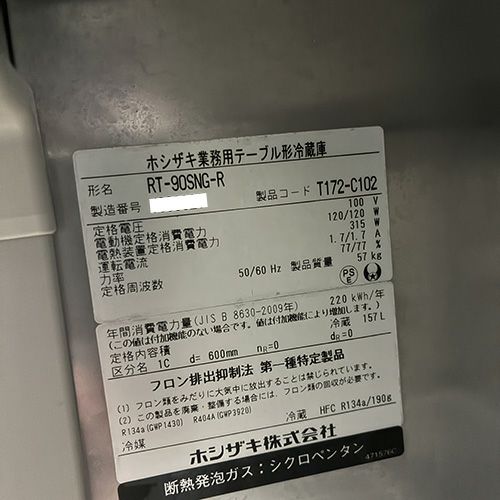 ホシザキ業務用テーブル形冷蔵庫
形名 RT-90SNG-R
製造番号 製品コード T172-C102
定格電圧 100 V
電動機定格消費電力 120/120 W
電熱装置定格消費電力 315 W
運転電流 1.7/1.7 A
力率 77/77 %
定格周波数 50/60 Hz 製品質量 57 kg
PS E
年間消費電力量(JIS B 8630-2009年) 220 kWh/年
(この値は付加機能のない場合です。値は付加機能により増加します。)
定格内容積 冷蔵 157L
区分名 1C d= 600mm nR=0 dR=0
フロン排出抑制法 第一種特定製品
(1) フロン類をみだりに大気中に放出することは禁じられています。
(2) この製品を廃棄・整備する場合には、フロン類の回収が必要です。
R134a(GWP1430) R404A(GWP3920)
冷媒 冷蔵 HFC R134a/190g
ホシザキ株式会社
断熱発泡ガス：シクロペンタン
471576C